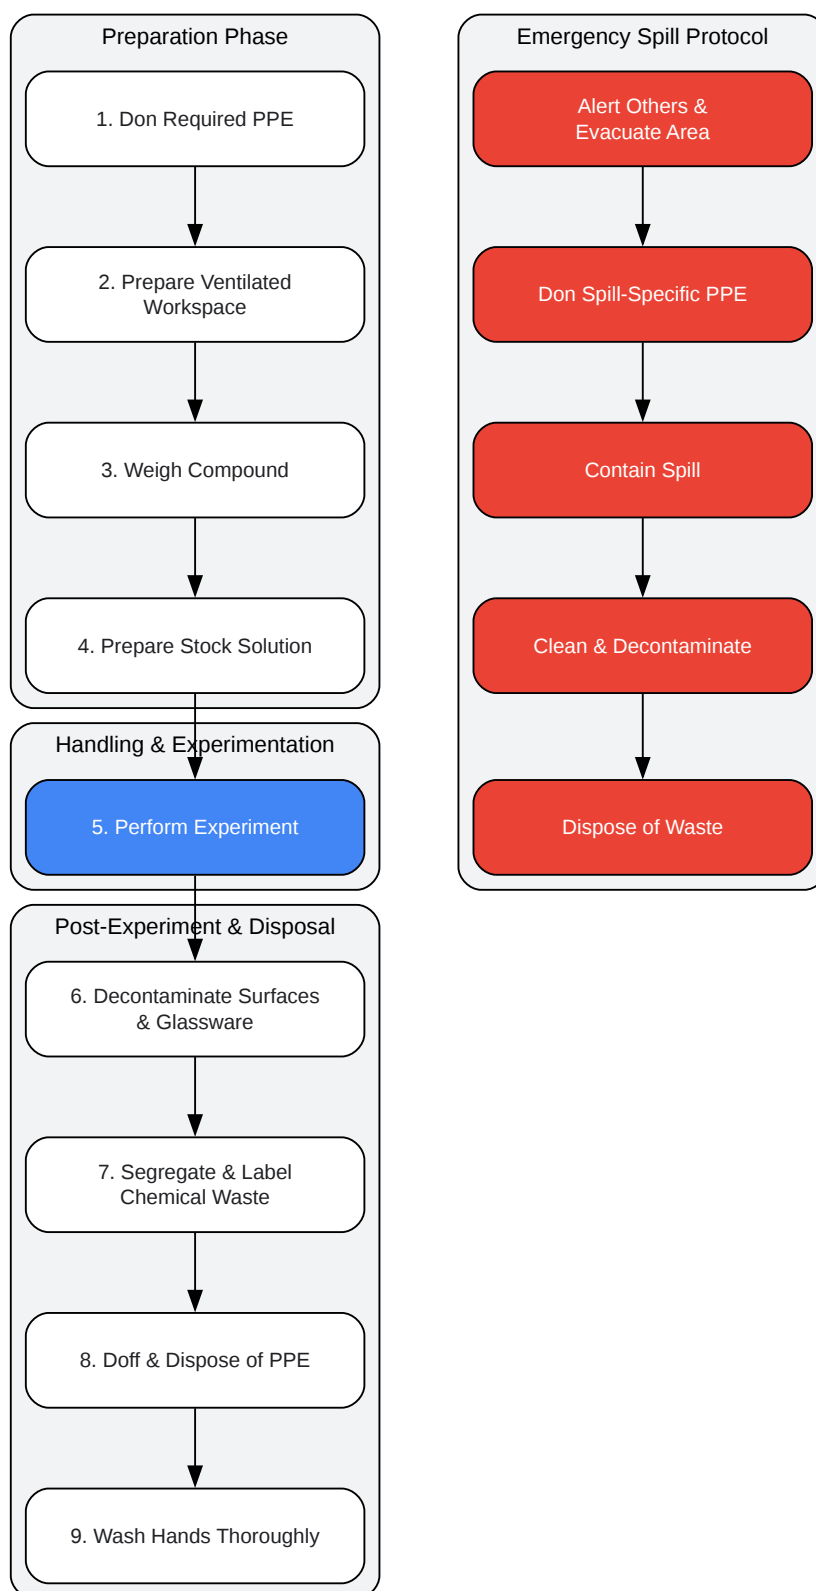 Preparation Phase
1. Don Required PPE
2. Prepare Ventilated
Workspace
3. Weigh Compound
4. Prepare Stock Solution
Handling & Experimentation
5. Perform Experiment
Post-Experiment & Disposal
6. Decontaminate Surfaces
& Glassware
7. Segregate & Label
Chemical Waste
8. Doff & Dispose of PPE
9. Wash Hands Thoroughly
Emergency Spill Protocol
Alert Others &
Evacuate Area
Don Spill-Specific PPE
Contain Spill
Clean & Decontaminate
Dispose of Waste